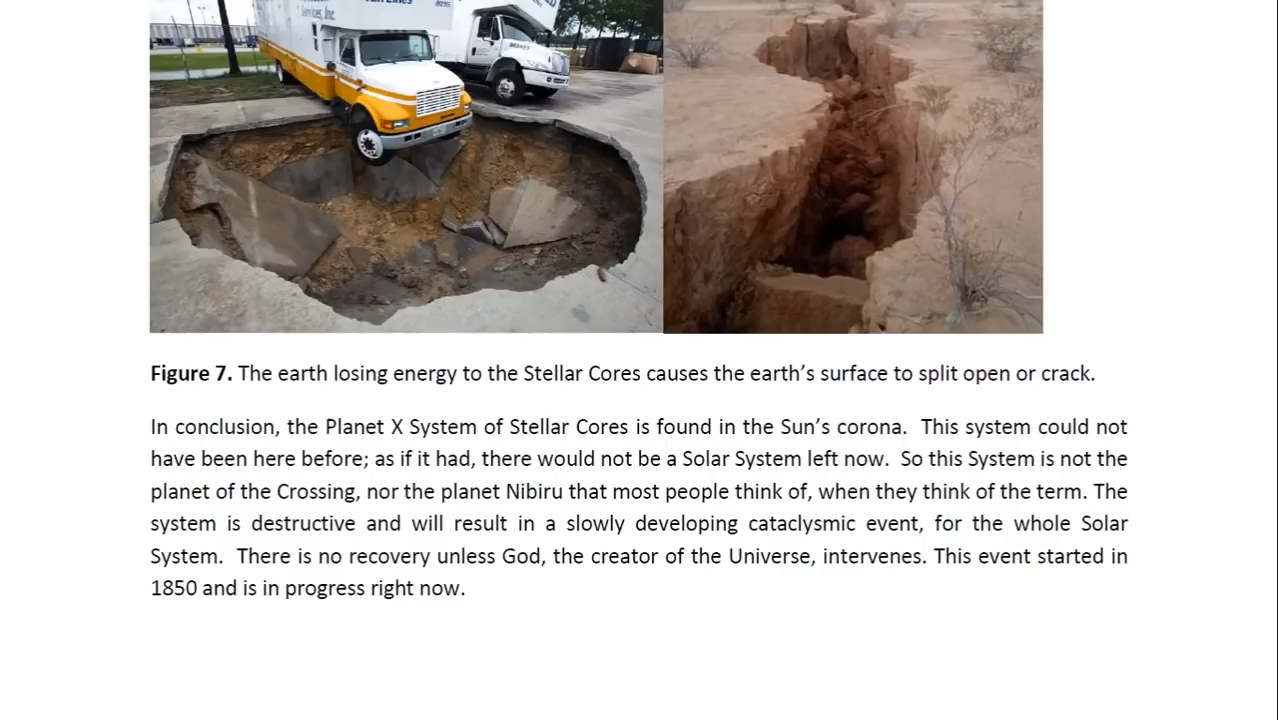 Services, Inc.
Figure 7. The earth losing energy to the Stellar Cores causes the earth's surface to split open or crack.
In conclusion, the Planet X System of Stellar Cores is found in the Sun's corona. This system could not
have been here before; as if it had, there would not be a Solar System left now. So this System is not the
planet of the Crossing, nor the planet Nibiru that most people think of, when they think of the term. The
system is destructive and will result in a slowly developing cataclysmic event, for the whole Solar
System. There is no recovery unless God, the creator of the Universe, intervenes. This event started in
1850 and is in progress right now.